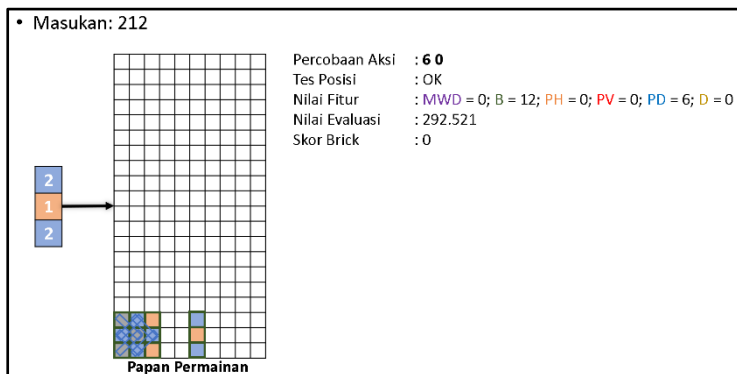 • Masukan: 212
Percobaan Aksi : 6 0
Tes Posisi : OK
Nilai Fitur : MWD = 0; B = 12; PH = 0; PV = 0; PD = 6; D = 0
Nilai Evaluasi : 292.521
Skor Brick : 0
2
1
2
Papan Permainan